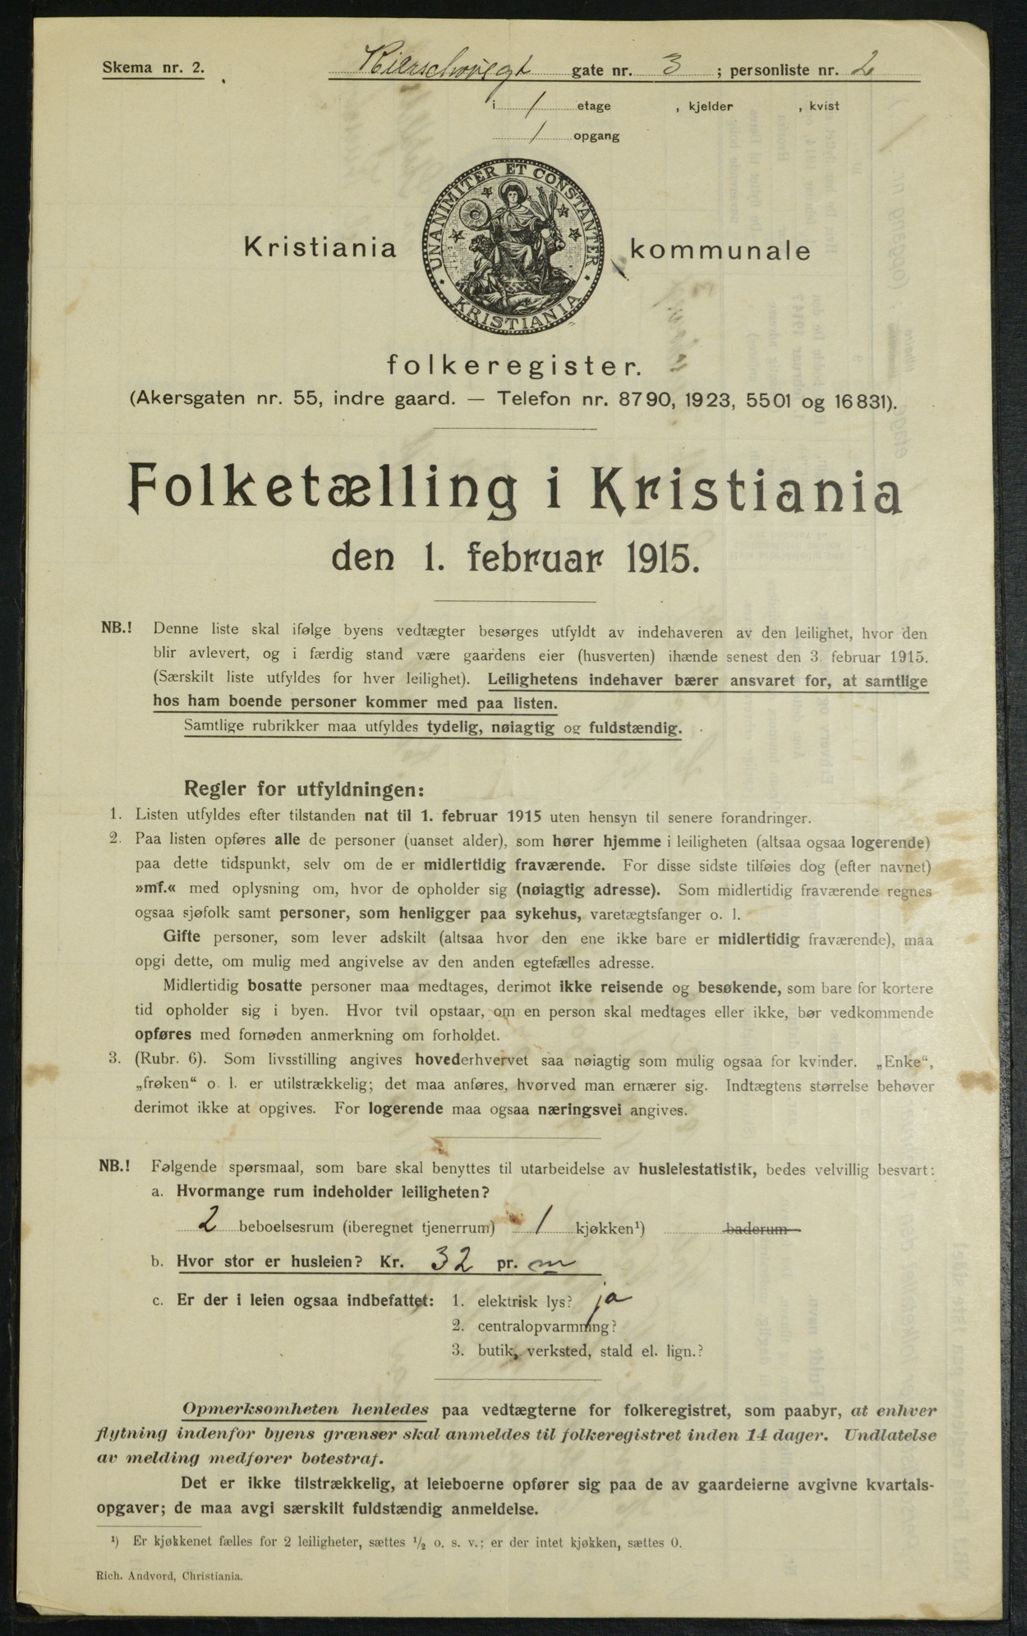 Skema nr. 2.
Kierschowsgt gate nr. 3 ; personliste nr. 2
i 1 etage , kjelder , kvist
1 opgang
UNANIMITER ET CONSTANTER
KRISTIANIA
Kristiania kommunale
folkeregister.
(Akersgaten nr. 55, indre gaard. — Telefon nr. 8790, 1923, 5501 og 16831).
Folketælling i Kristiania
den 1. februar 1915.
NB.! Denne liste skal ifølge byens vedtægter besørges utfyldt av indehaveren av den leilighet, hvor den
blir avlevert, og i færdig stand være gaardens eier (husverten) ihænde senest den 3 februar 1915.
(Særskilt liste utfyldes for hver leilighet). Leilighetens indehaver bærer ansvaret for, at samtlige
hos ham boende personer kommer med paa listen.
Samtlige rubrikker maa utfyldes tydelig, nøiagtig og fuldstændig.
Regler for utfyldningen:
1. Listen utfyldes efter tilstanden nat til 1. februar 1915 uten hensyn til senere forandringer.
2. Paa listen opføres alle de personer (uanset alder), som hører hjemme i leiligheten (altsaa ogsaa logerende)
paa dette tidspunkt, selv om de er midlertidig fraværende. For disse sidste tilføies dog (efter navnet)
»mf.« med oplysning om, hvor de opholder sig (nøiagtig adresse). Som midlertidig fraværende regnes
ogsaa sjøfolk samt personer, som henligger paa sykehus, varetægtsfanger o. l.
Gifte personer, som lever adskilt (altsaa hvor den ene ikke bare er midlertidig fraværende), maa
opgi dette, om mulig med angivelse av den anden egtefælles adresse.
Midlertidig bosatte personer maa medtages, derimot ikke reisende og besøkende, som bare for kortere
tid opholder sig i byen. Hvor tvil opstaar, om en person skal medtages eller ikke, bør vedkommende
opføres med fornøden anmerkning om forholdet.
3. (Rubr. 6). Som livsstilling angives hovederhvervet saa nøiagtig som mulig ogsaa for kvinder. „Enke“,
„frøken“ o l. er utilstrækkelig; det maa anføres, hvorved man ernærer sig. Indtægtens størrelse behøver
derimot ikke at opgives. For logerende maa ogsaa næringsvei angives.
NB.! Følgende spørsmaal, som bare skal benyttes til utarbeidelse av husleiestatistik, bedes velvillig besvart:
a. Hvormange rum indeholder leiligheten?
2 beboelsesrum (iberegnet tjenerrum) 1 kjøkken¹) baderum
b. Hvor stor er husleien? Kr. 32 pr. m
c. Er der i leien ogsaa indbefattet: 1. elektrisk lys? ja
2. centralopvarmning?
3. butik, verksted, stald el. lign.?
Opmerksomheten henledes paa vedtægterne for folkeregistret, som paabyr, at enhver
flytning indenfor byens grænser skal anmeldes til folkeregistret inden 14 dager. Undlatelse
av melding medfører bøtestraf.
Det er ikke tilstrækkelig, at leieboerne opfører sig paa de av gaardeierne avgivne kvartals-
opgaver; de maa avgi særskilt fuldstændig anmeldelse.
¹) Er kjøkkenet fælles for 2 leiligheter, sættes ½ o. s. v.; er der intet kjøkken, sættes 0.
Rich. Andvord, Christiania.